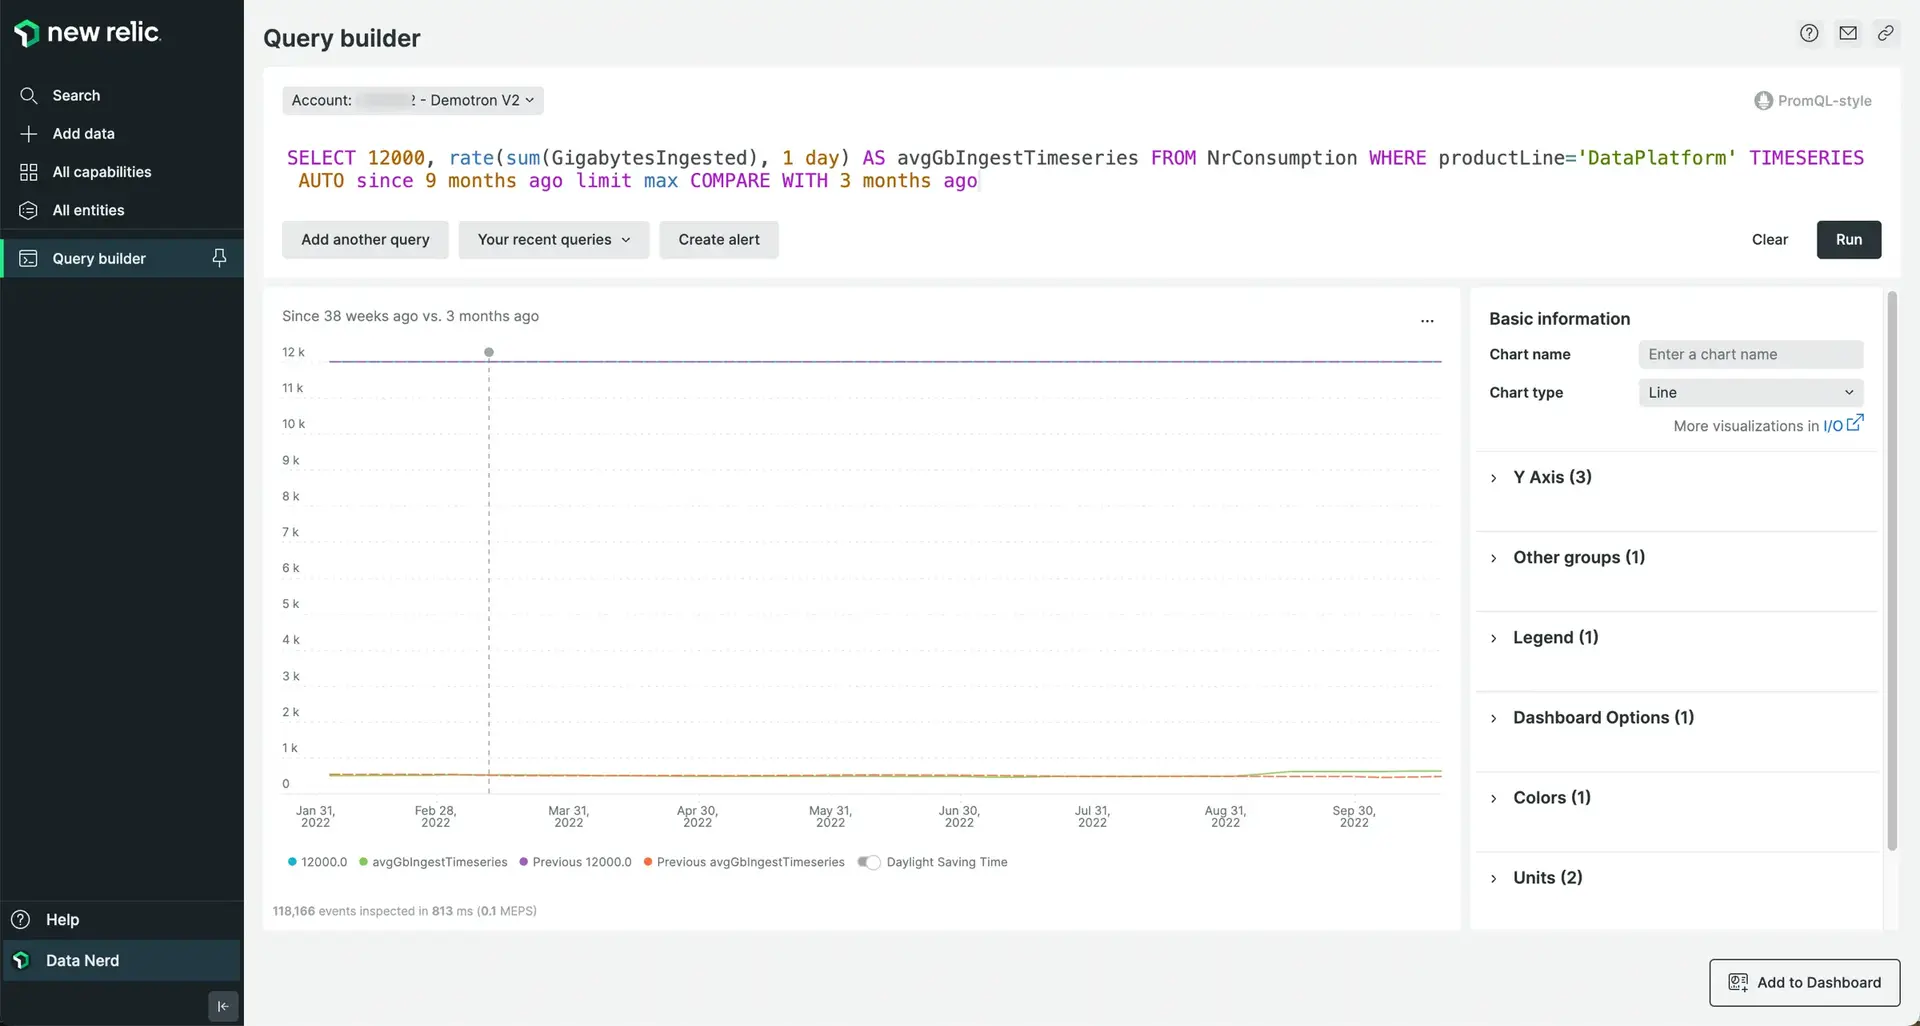 new relic.
Search
Add data
All capabilities
All entities
Query builder
Help
Data Nerd
Query builder
Account: 2 - Demotron V2
PromQL-style
SELECT 12000, rate(sum(GigabytesIngested), 1 day) AS avgGbIngestTimeseries FROM NrConsumption WHERE productLine='DataPlatform' TIMESERIES
AUTO since 9 months ago limit max COMPARE WITH 3 months ago
Add another query
Your recent queries
Create alert
Clear
Run
Since 38 weeks ago vs. 3 months ago
...
12 k
11 k
10 k
9 k
8 k
7 k
6 k
5 k
4 k
3 k
2 k
1 k
0
Jan 31,
2022
Feb 28,
2022
Mar 31,
2022
Apr 30,
2022
May 31,
2022
Jun 30,
2022
Jul 31,
2022
Aug 31,
2022
Sep 30,
2022
12000.0 avgGbIngestTimeseries Previous 12000.0 Previous avgGbIngestTimeseries Daylight Saving Time
118,166 events inspected in 813 ms (0.1 MEPS)
Basic information
Chart name
Enter a chart name
Chart type
Line
More visualizations in I/O
Y Axis (3)
Other groups (1)
Legend (1)
Dashboard Options (1)
Colors (1)
Units (2)
Add to Dashboard